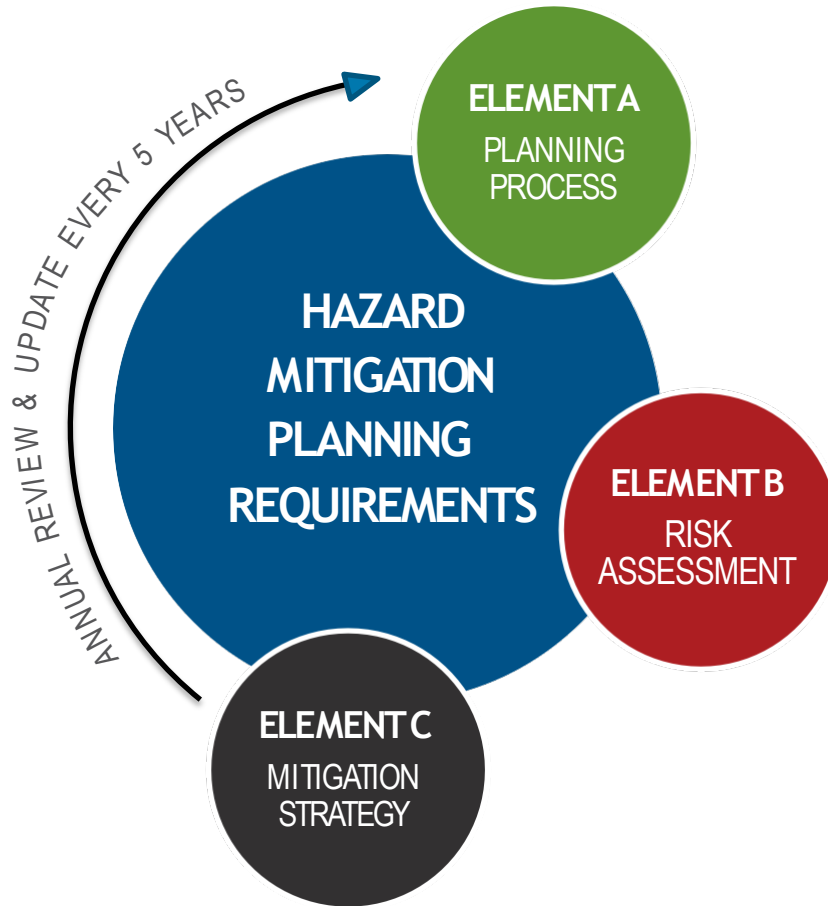 ANNUAL REVIEW & UPDATE EVERY 5 YEARS
ELEMENT A
PLANNING
PROCESS
HAZARD
MITIGATION
PLANNING
REQUIREMENTS
ELEMENT B
RISK
ASSESSMENT
ELEMENT C
MITIGATION
STRATEGY